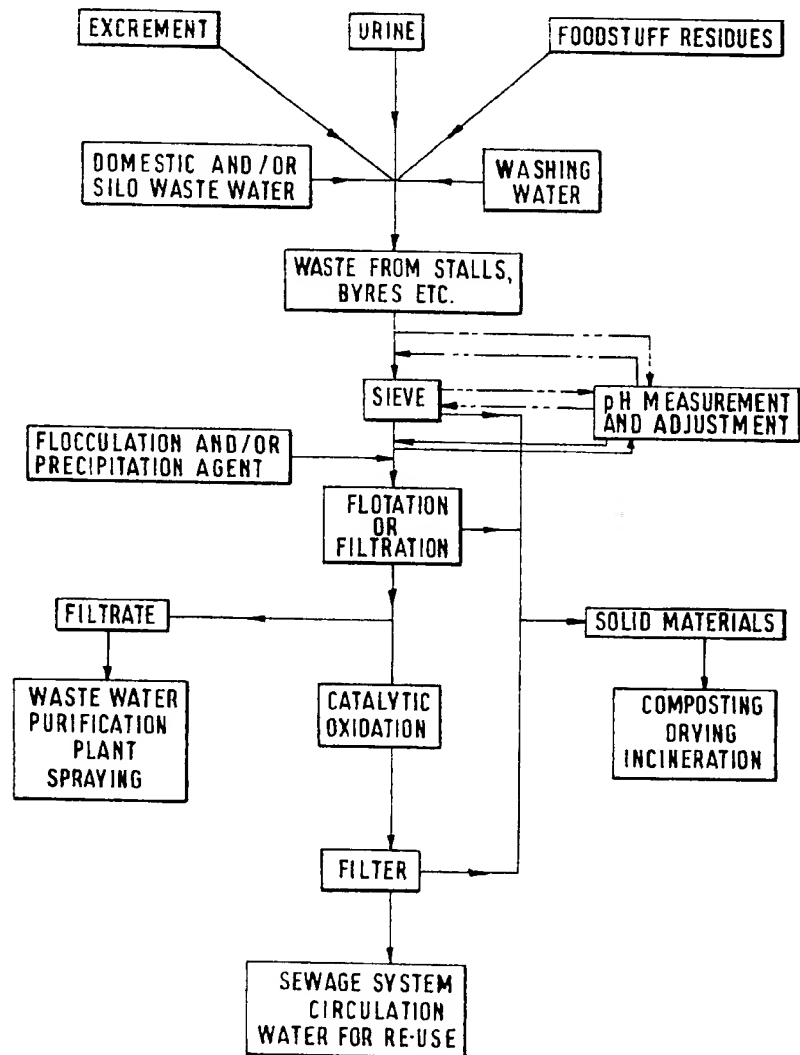 EXCREMENT
URINE
FOODSTUFF RESIDUES
DOMESTIC AND/OR
SILO WASTE WATER
WASHING
WATER
WASTE FROM STALLS,
BYRES ETC.
SIEVE
pH MEASUREMENT
AND ADJUSTMENT
FLOCCULATION AND/OR
PRECIPITATION AGENT
FLOTATION
OR
FILTRATION
FILTRATE
SOLID MATERIALS
WASTE WATER
PURIFICATION
PLANT
SPRAYING
CATALYTIC
OXIDATION
COMPOSTING
DRYING
INCINERATION
FILTER
SEWAGE SYSTEM
CIRCULATION
WATER FOR RE-USE